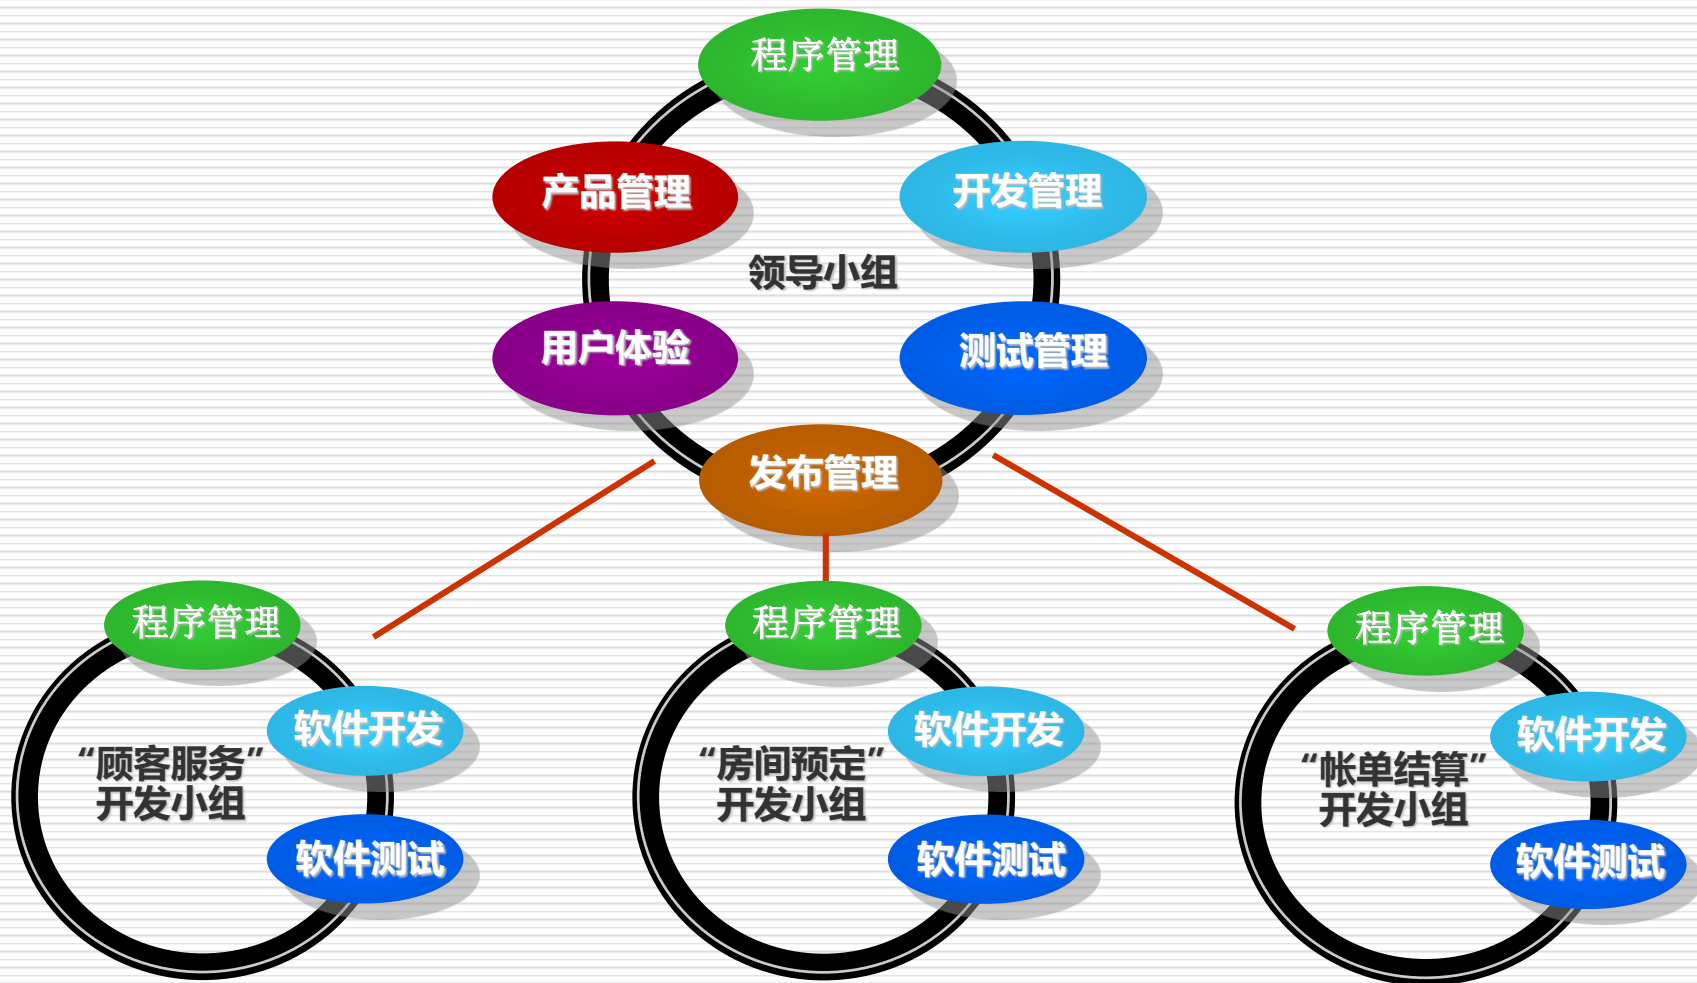 程序管理
产品管理
开发管理
领导小组
用户体验
测试管理
发布管理
程序管理
软件开发
“顾客服务”
开发小组
软件测试
程序管理
软件开发
“房间预定”
开发小组
软件测试
程序管理
软件开发
“帐单结算”
开发小组
软件测试